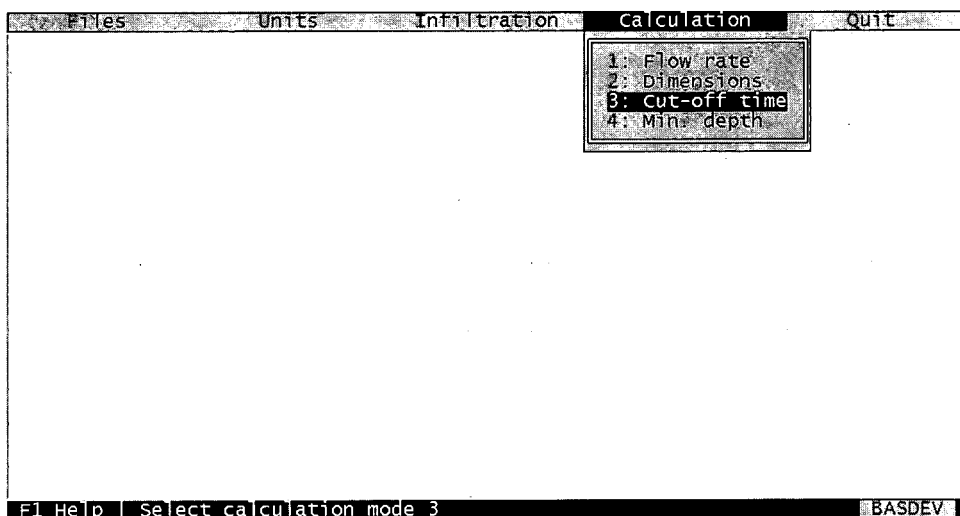 Files Units Infiltration Calculation Quit
1: Flow rate
2: Dimensions
3: Cut-off time
4: Min. depth
F1 Help | Select calculation mode 3 BASDEV